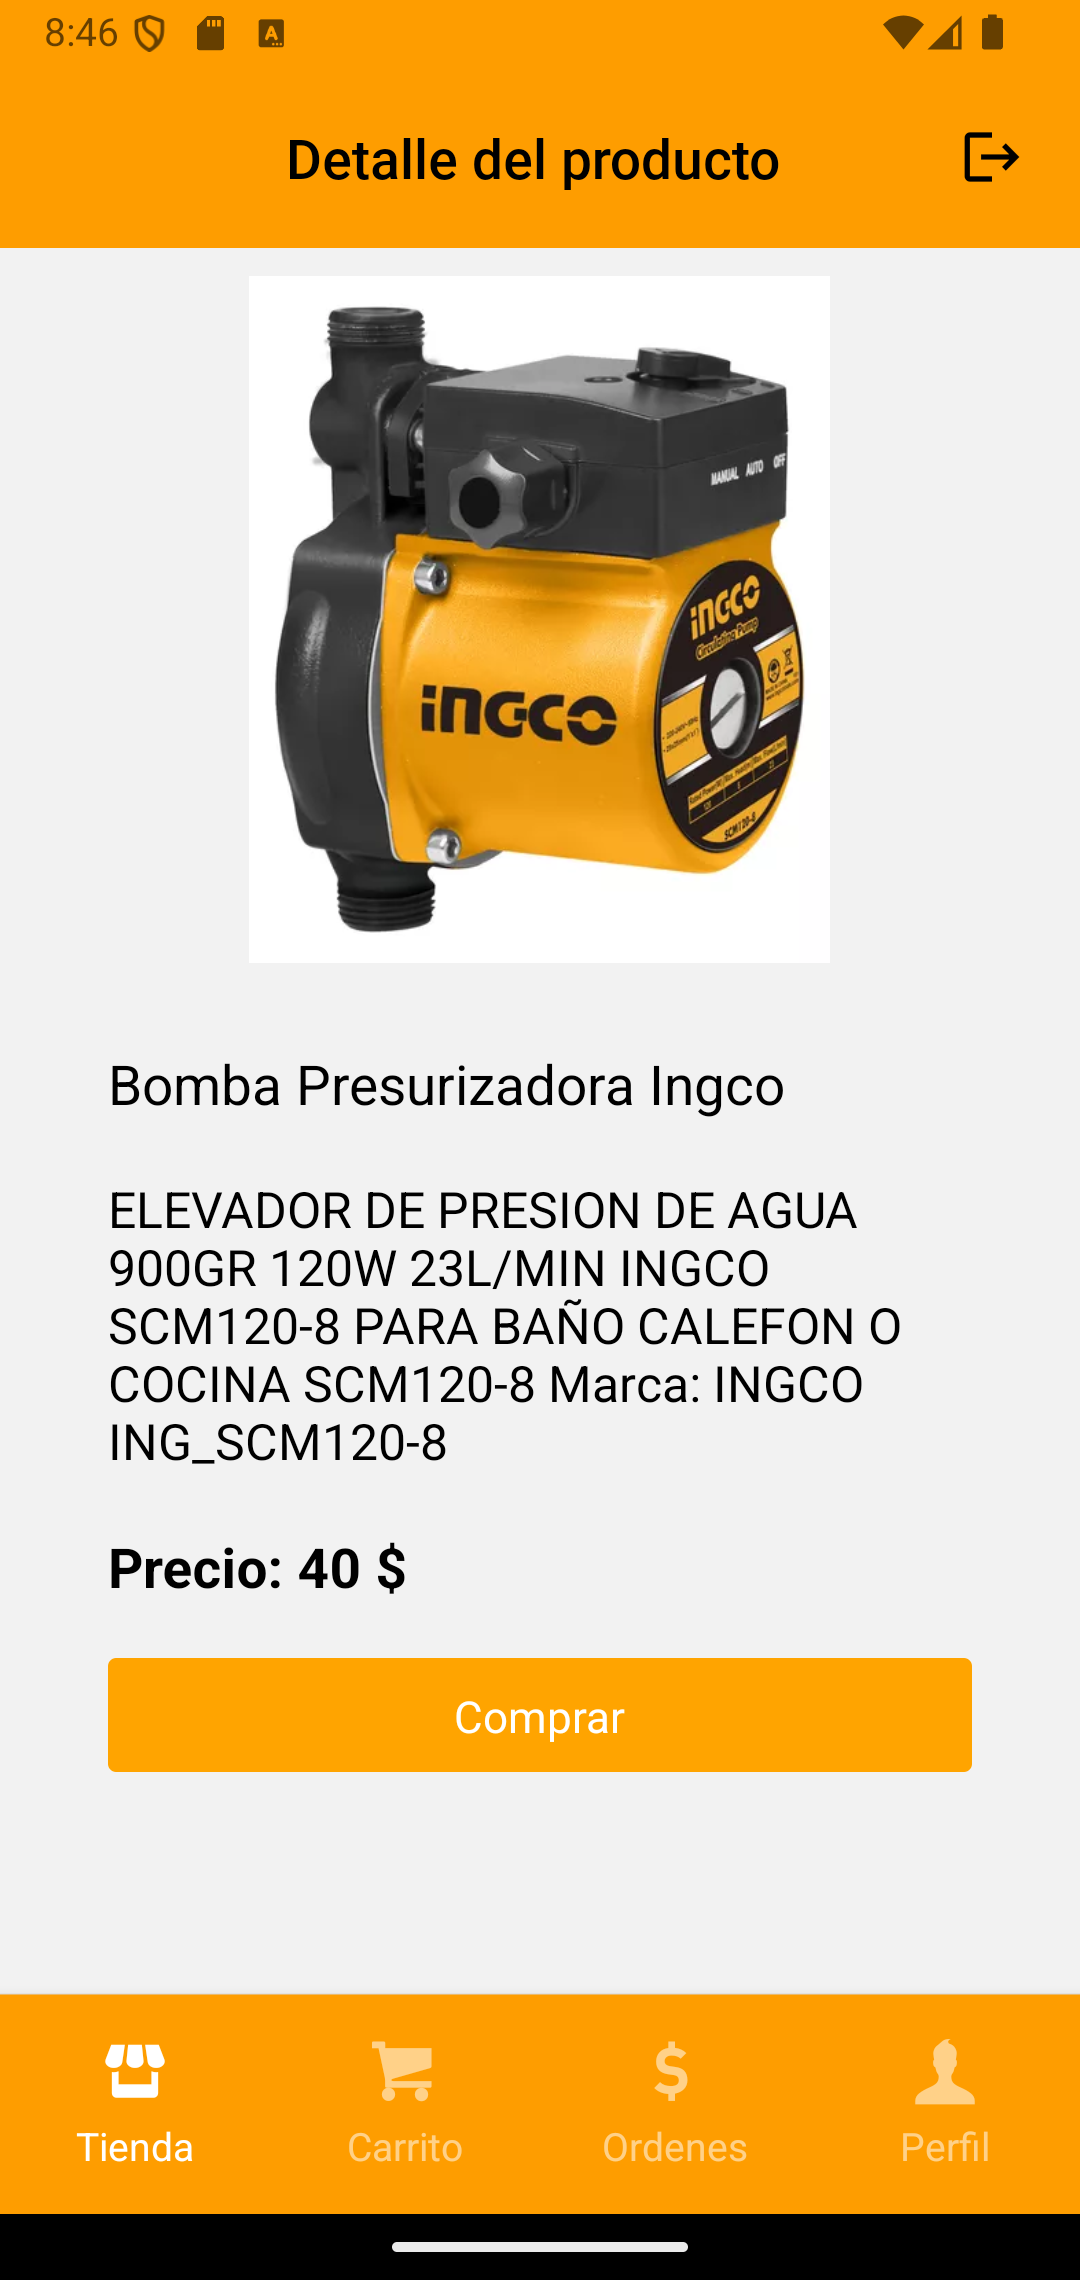 8:46
Detalle del producto
MANUAL AUTO OFF
INGCO
Circulating Pump
INGCO
SCM120-8
Bomba Presurizadora Ingco
ELEVADOR DE PRESION DE AGUA
900GR 120W 23L/MIN INGCO
SCM120-8 PARA BAÑO CALEFON O
COCINA SCM120-8 Marca: INGCO
ING_SCM120-8
Precio: 40 $
Comprar
Tienda
Carrito
Ordenes
Perfil